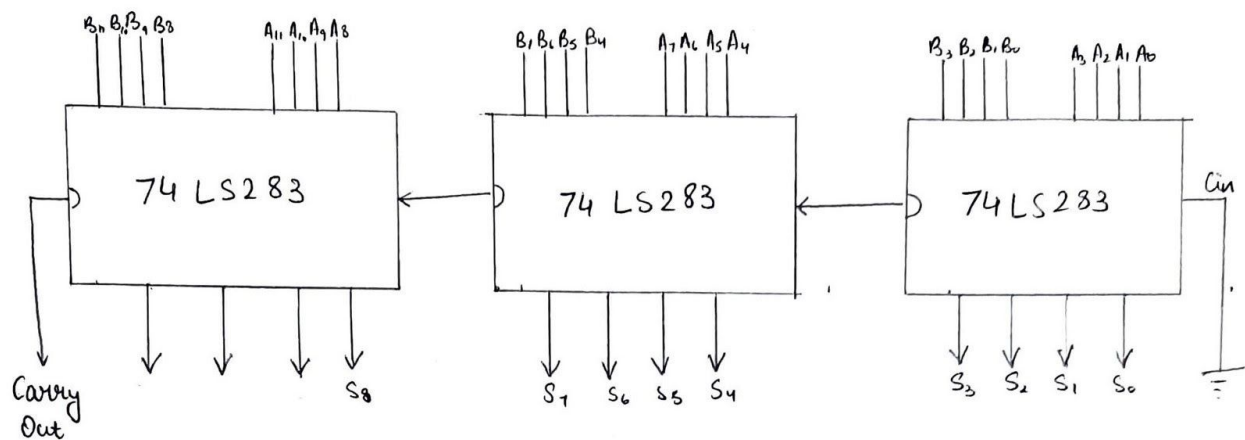 B₁₁ B₁₀ B₉ B₈ A₁₁ A₁₀ A₉ A₈
B₇ B₆ B₅ B₄ A₇ A₆ A₅ A₄
B₃ B₂ B₁ B₀ A₃ A₂ A₁ A₀
74 LS283
74 LS283
74LS283
Cin
S₈
S₇ S₆ S₅ S₄
S₃ S₂ S₁ S₀
Carry
Out